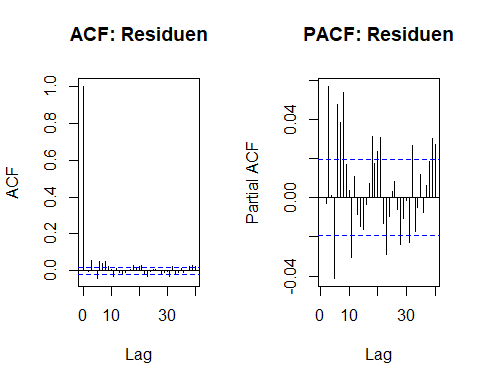 ACF: Residuen
ACF
0.0 0.2 0.4 0.6 0.8 1.0
0 10 30
Lag
PACF: Residuen
Partial ACF
-0.04 0.00 0.04
0 10 30
Lag